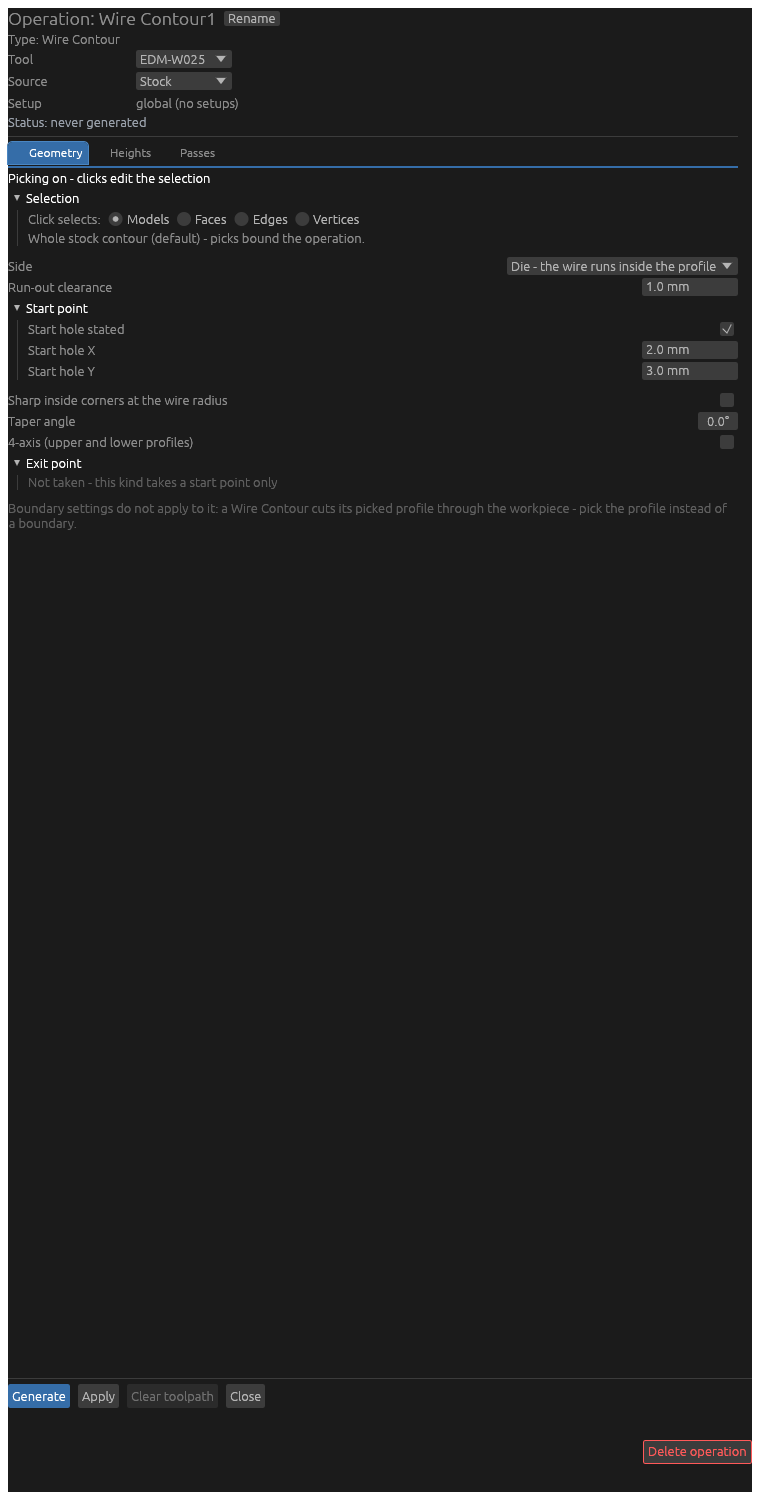 Operation: Wire Contour1 Rename
Type: Wire Contour
Tool EDM-W025
Source Stock
Setup global (no setups)
Status: never generated
Geometry Heights Passes
Picking on - clicks edit the selection
Selection
Click selects: Models Faces Edges Vertices
Whole stock contour (default) - picks bound the operation.
Side Die - the wire runs inside the profile
Run-out clearance 1.0 mm
Start point
Start hole stated
Start hole X 2.0 mm
Start hole Y 3.0 mm
Sharp inside corners at the wire radius
Taper angle 0.0°
4-axis (upper and lower profiles)
Exit point
Not taken - this kind takes a start point only
Boundary settings do not apply to it: a Wire Contour cuts its picked profile through the workpiece - pick the profile instead of
a boundary.
Generate Apply Clear toolpath Close
Delete operation